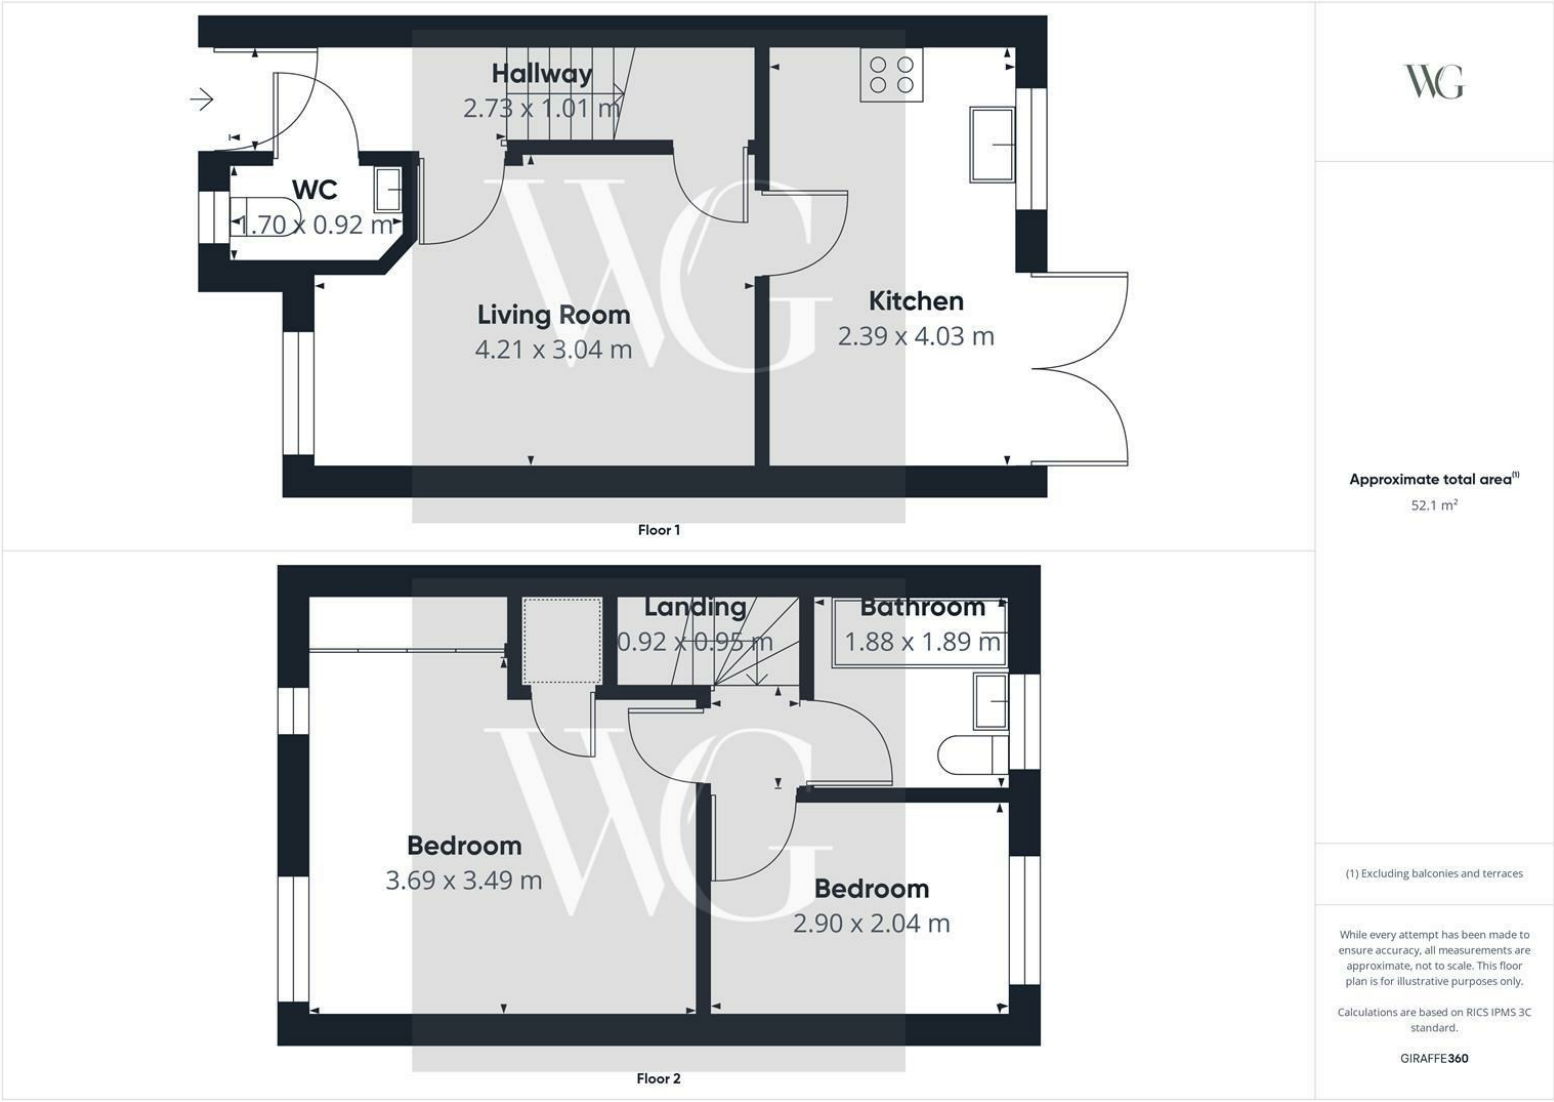 Hallway
2.73 x 1.01 m
WC
1.70 x 0.92 m
Living Room
4.21 x 3.04 m
Kitchen
2.39 x 4.03 m
WG
Floor 1
Landing
0.92 x 0.95 m
Bathroom
1.88 x 1.89 m
Bedroom
3.69 x 3.49 m
Bedroom
2.90 x 2.04 m
WG
Floor 2
WG
Approximate total area(1)
52.1 m²
(1) Excluding balconies and terraces
While every attempt has been made to
ensure accuracy, all measurements are
approximate, not to scale. This floor
plan is for illustrative purposes only.
Calculations are based on RICS IPMS 3C
standard.
GIRAFFE360